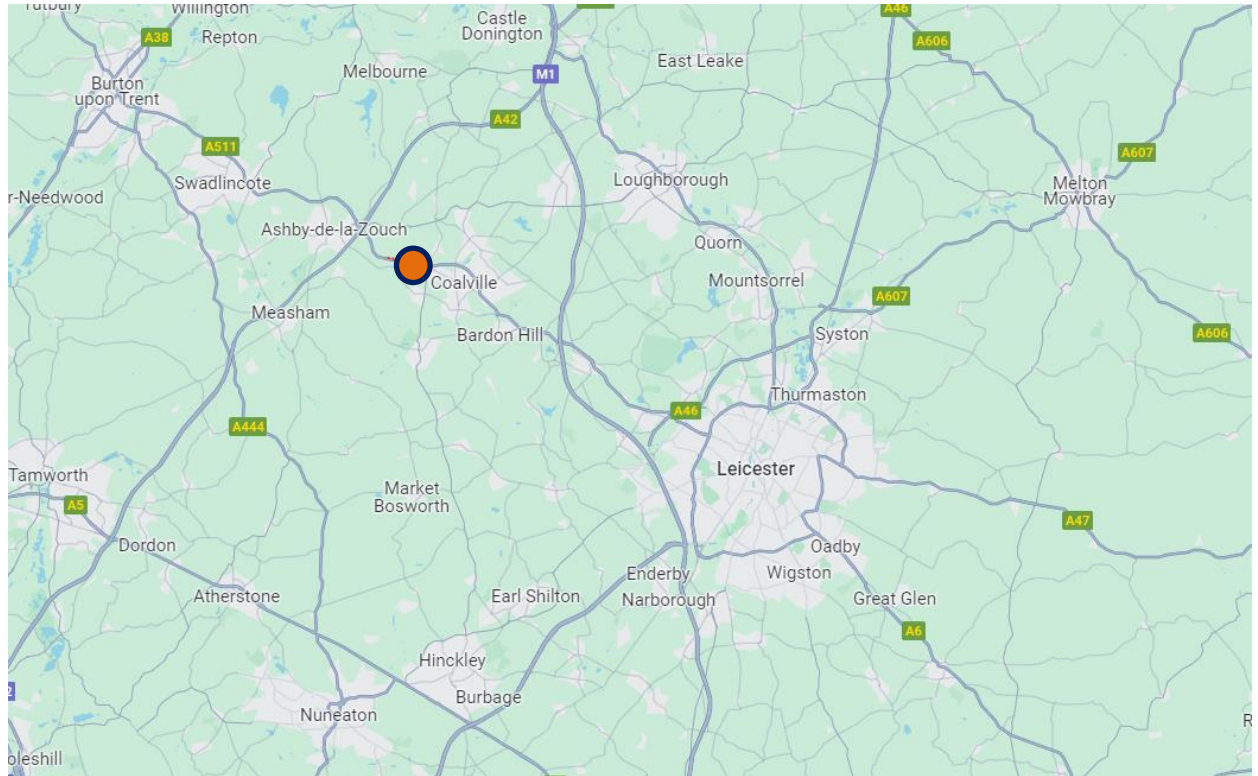 Willington
A46
Castle
Donington
A38
Repton
A606
East Leake
Melbourne
M1
Burton
upon Trent
A42
A511
A607
Swadlincote
Loughborough
Melton
Mowbray
r-Needwood
Ashby-de-la-Zouch
Quorn
Mountsorrel
Coalville
A607
Measham
Bardon Hill
Syston
A606
Thurmaston
A46
A444
Leicester
Tamworth
Market
Bosworth
A5
A47
Dordon
Oadby
Enderby
Wigston
Atherstone
Earl Shilton
Narborough
Great Glen
A6
Hinckley
2
Burbage
Nuneaton
R
oleshill